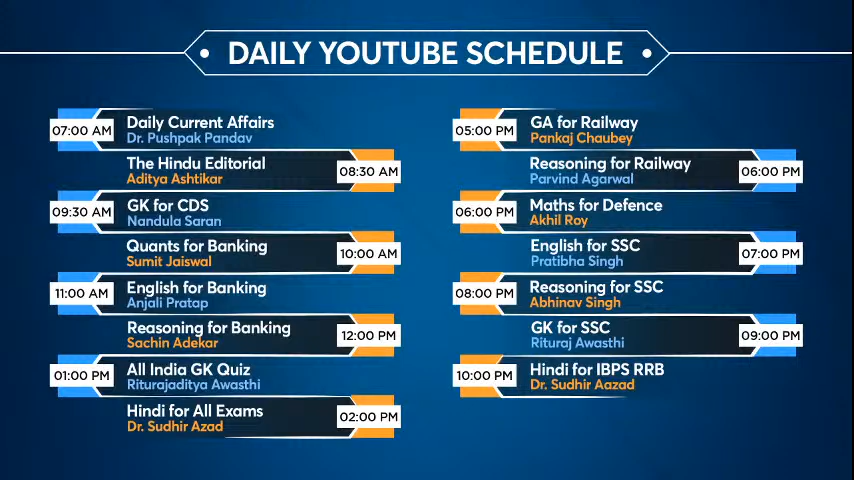 DAILY YOUTUBE SCHEDULE
07:00 AM
Daily Current Affairs
Dr. Pushpak Pandav
The Hindu Editorial
Aditya Ashtikar
08:30 AM
09:30 AM
GK for CDS
Nandula Saran
Quants for Banking
Sumit Jaiswal
10:00 AM
11:00 AM
English for Banking
Anjali Pratap
Reasoning for Banking
Sachin Adekar
12:00 PM
01:00 PM
All India GK Quiz
Riturajaditya Awasthi
Hindi for All Exams
Dr. Sudhir Azad
02:00 PM
05:00 PM
GA for Railway
Pankaj Chaubey
Reasoning for Railway
Parvind Agarwal
06:00 PM
06:00 PM
Maths for Defence
Akhil Roy
English for SSC
Pratibha Singh
07:00 PM
08:00 PM
Reasoning for SSC
Abhinav Singh
GK for SSC
Rituraj Awasthi
09:00 PM
10:00 PM
Hindi for IBPS RRB
Dr. Sudhir Aazad